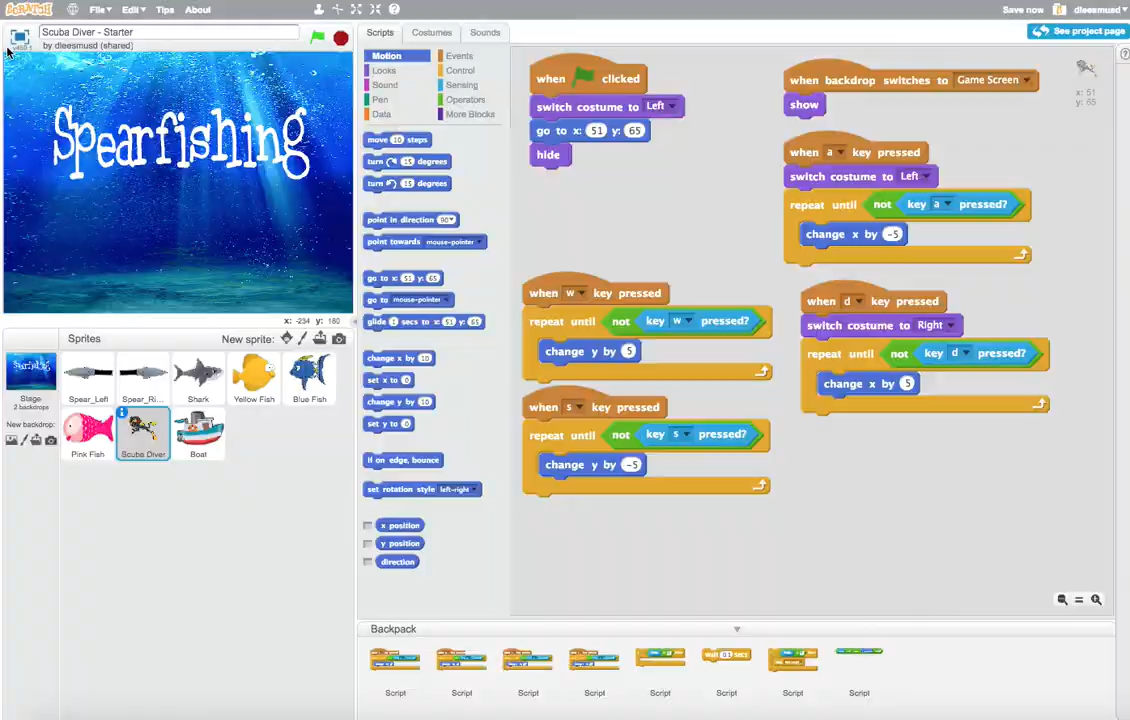 SCRATCH File Edit Tips About Save now dleesmusd
Scuba Diver - Starter
by dleesmusd (shared)
Scripts Costumes Sounds See project page
v459.1
Spearfishing
x: -234 y: 180
Sprites New sprite:
Stage
2 backdrops
New backdrop:
Spear_Left Spear_Ri... Shark Yellow Fish Blue Fish
Pink Fish Scuba Diver Boat
Motion Events
Looks Control
Sound Sensing
Pen Operators
Data More Blocks
move 10 steps
turn 15 degrees
turn 15 degrees
point in direction 90
point towards mouse-pointer
go to x: 51 y: 65
go to mouse-pointer
glide 1 secs to x: 51 y: 65
change x by 10
set x to 0
change y by 10
set y to 0
if on edge, bounce
set rotation style left-right
x position
y position
direction
when clicked
switch costume to Left
go to x: 51 y: 65
hide
when w key pressed
repeat until not key w pressed?
change y by 5
when s key pressed
repeat until not key s pressed?
change y by -5
when backdrop switches to Game Screen
show
when a key pressed
switch costume to Left
repeat until not key a pressed?
change x by -5
when d key pressed
switch costume to Right
repeat until not key d pressed?
change x by 5
x: 51
y: 65
Backpack
wait 0.1 secs
Script Script Script Script Script Script Script Script